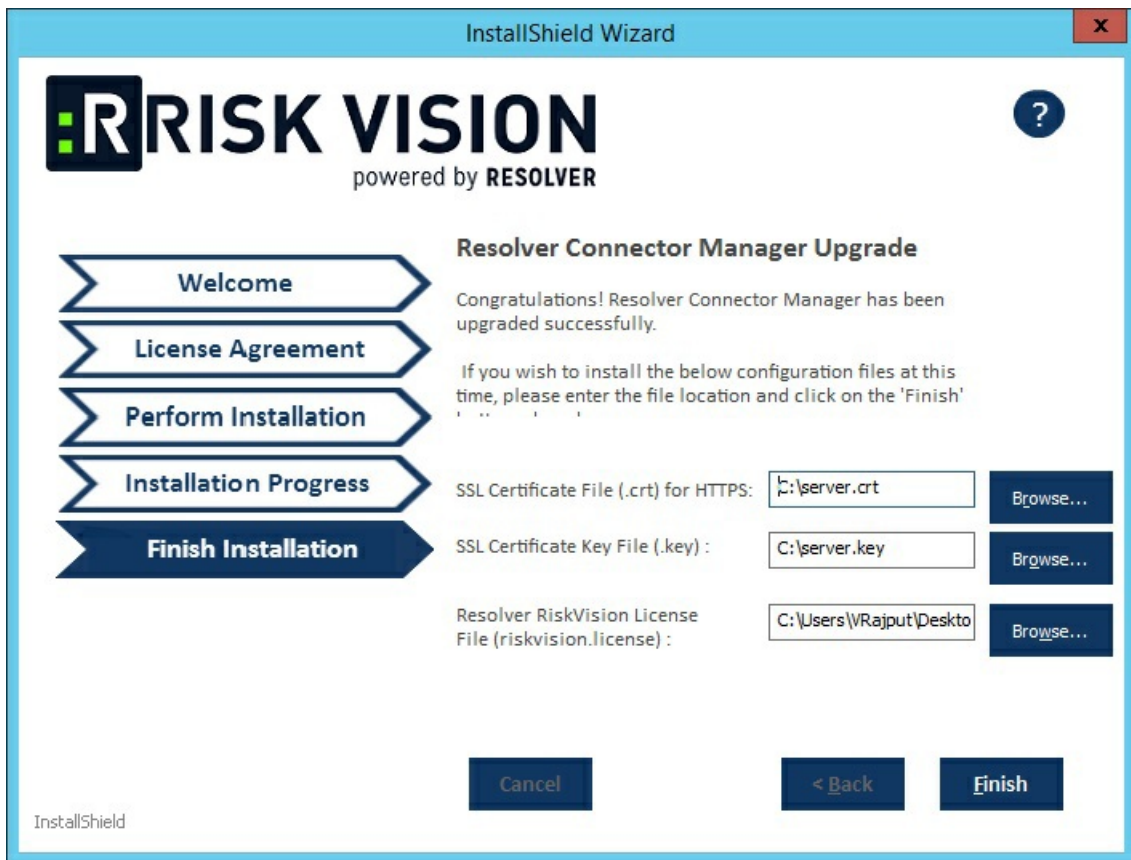 InstallShield Wizard
x
:R RISK VISION
powered by RESOLVER
?
Welcome
License Agreement
Perform Installation
Installation Progress
Finish Installation
Resolver Connector Manager Upgrade
Congratulations! Resolver Connector Manager has been
upgraded successfully.
If you wish to install the below configuration files at this
time, please enter the file location and click on the 'Finish'
SSL Certificate File (.crt) for HTTPS:
C:\server.crt
Browse...
SSL Certificate Key File (.key) :
C:\server.key
Browse...
Resolver RiskVision License
File (riskvision.license) :
C:\Users\VRajput\Deskto
Browse...
Cancel
< Back
Finish
InstallShield